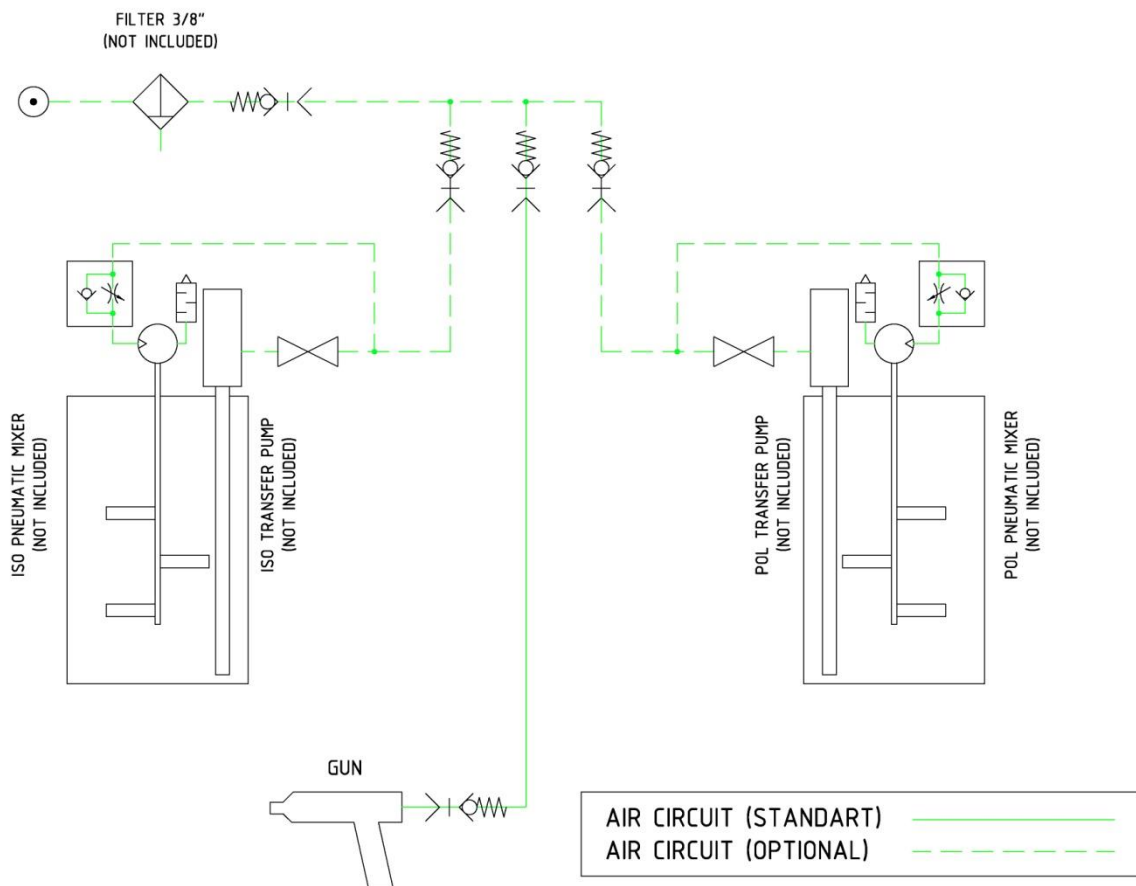 FILTER 3/8"
(NOT INCLUDED)
ISO PNEUMATIC MIXER
(NOT INCLUDED)
ISO TRANSFER PUMP
(NOT INCLUDED)
POL TRANSFER PUMP
(NOT INCLUDED)
POL PNEUMATIC MIXER
(NOT INCLUDED)
GUN
AIR CIRCUIT (STANDART)
AIR CIRCUIT (OPTIONAL)